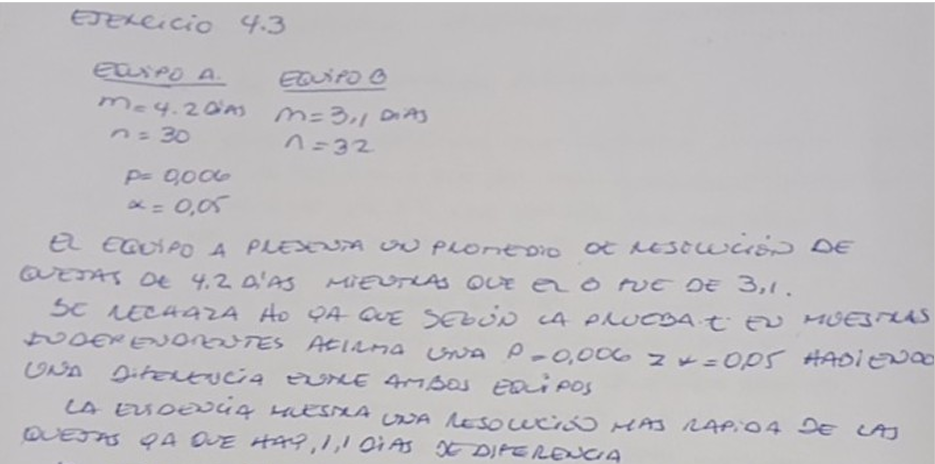 EJERCICIO 4.3
EQUIPO A. EQUIPO B
m=4.2 DIAS m=3,1 DIAS
n=30 n=32
P=0,006
α=0,05
EL EQUIPO A PRESENTA UN PROMEDIO DE RESOLUCIÓN DE
QUEJAS DE 4.2 DÍAS MIENTRAS QUE EL B FUE DE 3,1.
SE RECHAZA HO YA QUE SEGÚN LA PRUEBA t EN MUESTRAS
INDEPENDIENTES AFIRMA UNA P=0,006 =0,05 HABIENDO
UNA DIFERENCIA ENTRE AMBOS EQUIPOS
LA EVIDENCIA MUESTRA UNA RESOLUCIÓN MAS RAPIDA DE LAS
QUEJAS YA QUE HAY, 1,1 DIAS DE DIFERENCIA